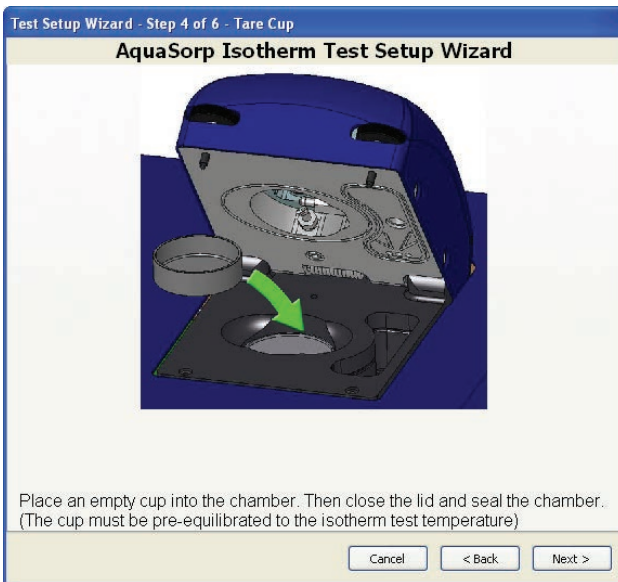 Test Setup Wizard - Step 4 of 6 - Tare Cup
AquaSorp Isotherm Test Setup Wizard
Place an empty cup into the chamber. Then close the lid and seal the chamber.
(The cup must be pre-equilibrated to the isotherm test temperature)
Cancel
< Back
Next >